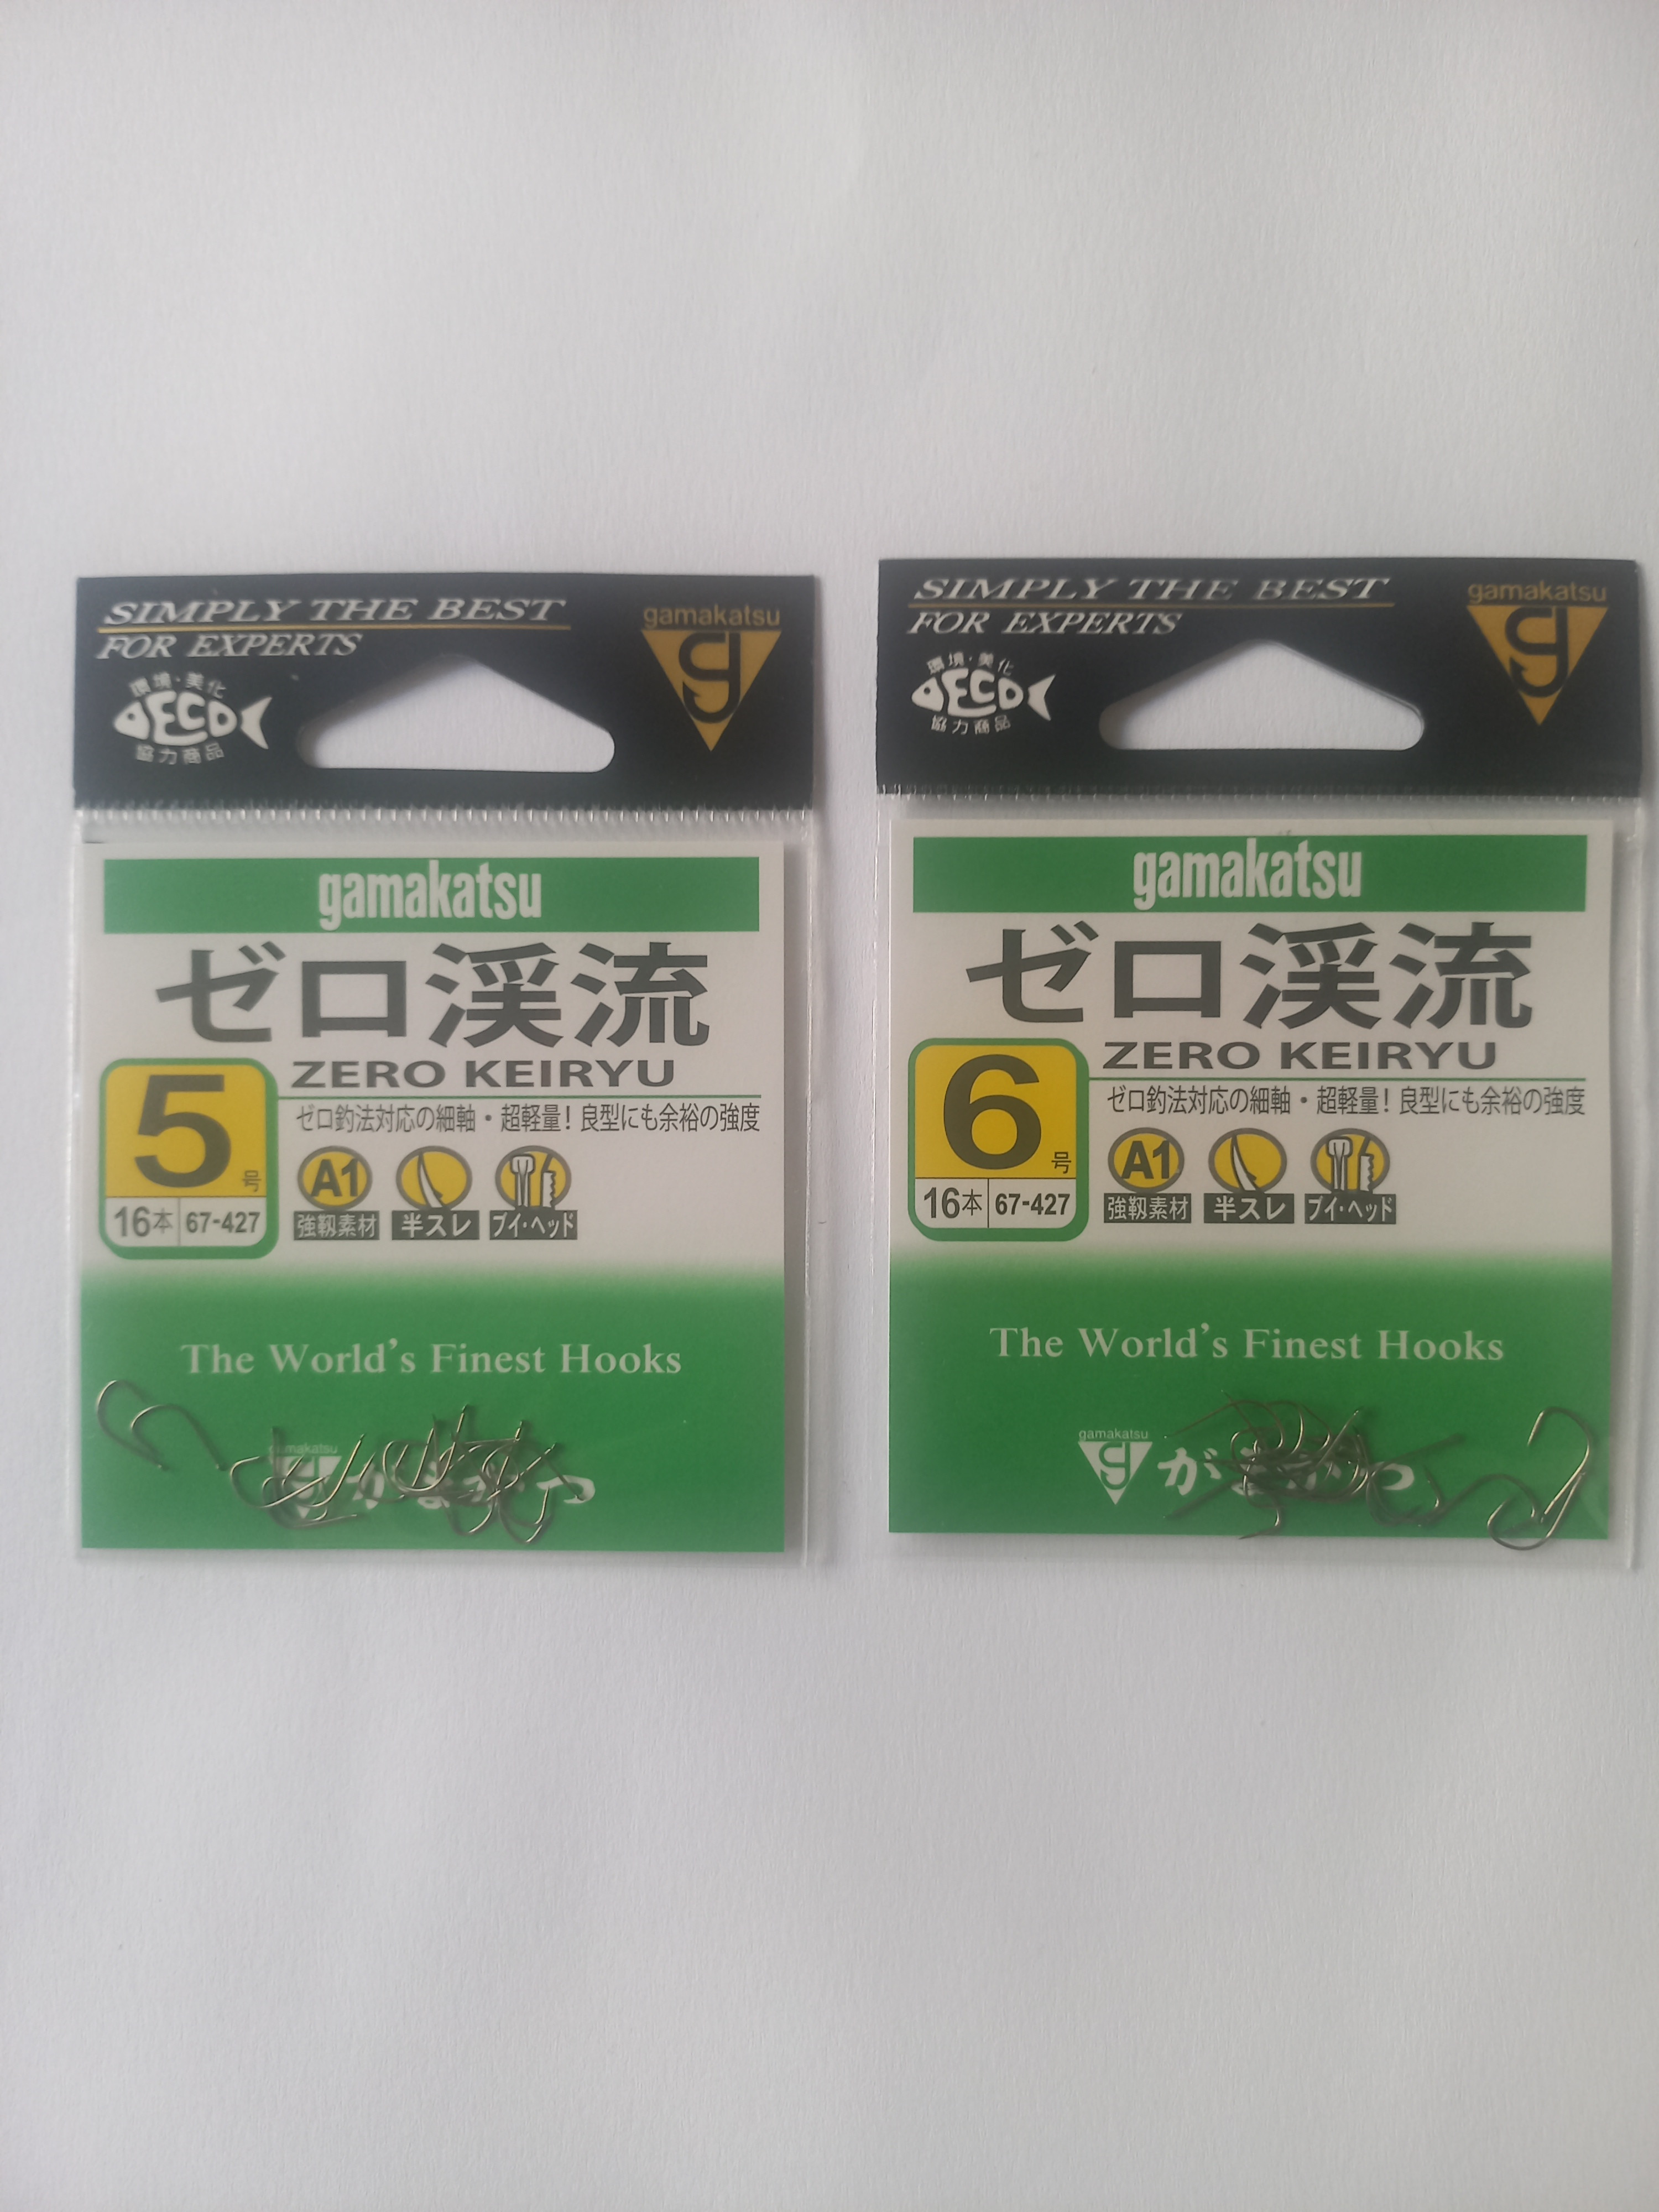 SIMPLY THE BEST
FOR EXPERTS
環境・美化
ECO
協力商品
gamakatsu
gamakatsu
ゼロ渓流
ZERO KEIRYU
5号
ゼロ釣法対応の細軸・超軽量!良型にも余裕の強度
A1
16本 67-427
強靱素材 半スレ ブイ・ヘッド
The World's Finest Hooks
gamakatsu
SIMPLY THE BEST
FOR EXPERTS
環境・美化
ECO
協力商品
gamakatsu
gamakatsu
ゼロ渓流
ZERO KEIRYU
6号
ゼロ釣法対応の細軸・超軽量!良型にも余裕の強度
A1
16本 67-427
強靱素材 半スレ ブイ・ヘッド
The World's Finest Hooks
gamakatsu